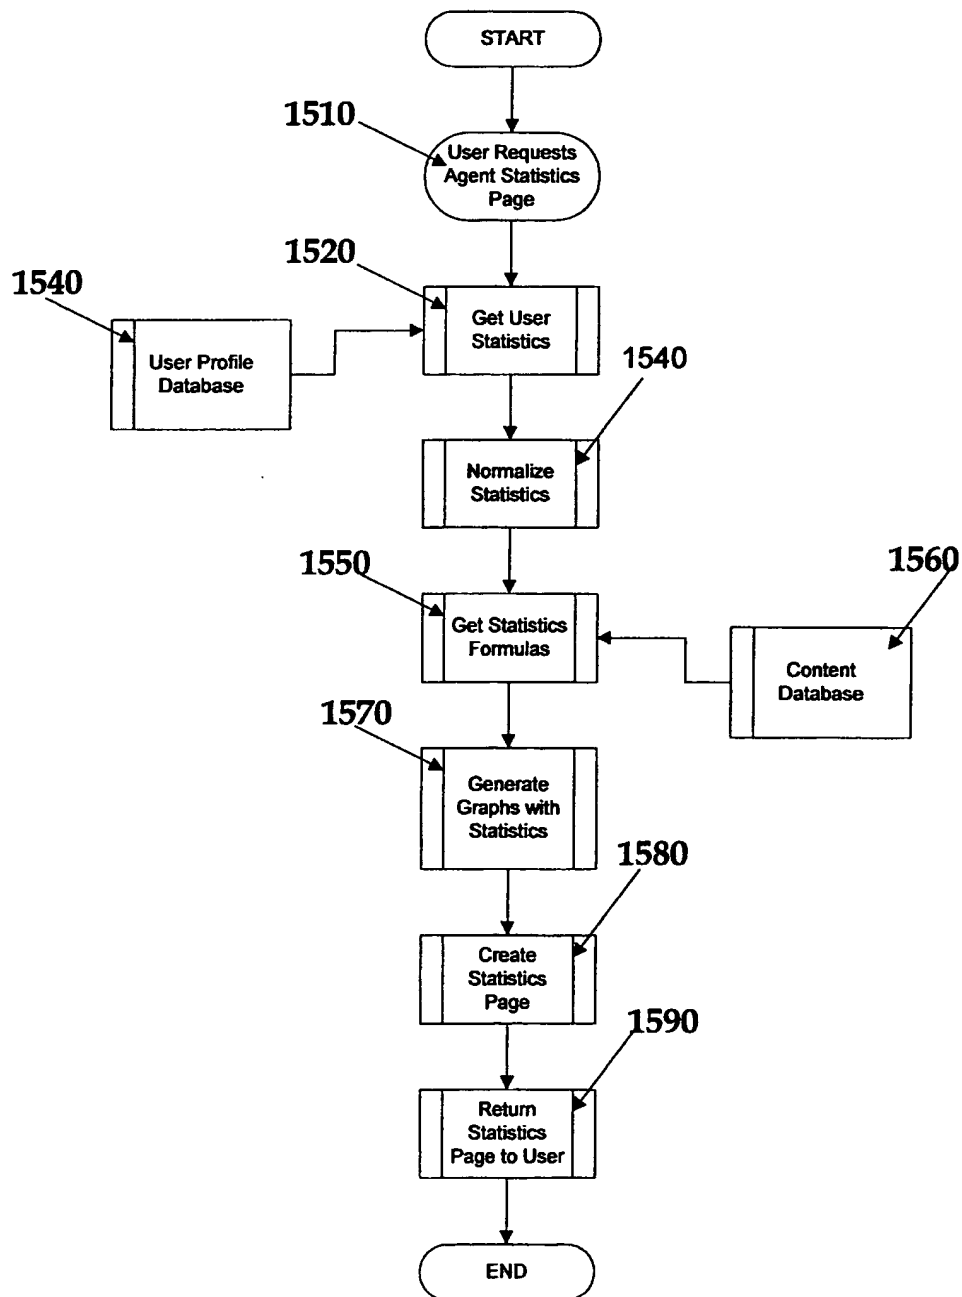 START
1510
User Requests
Agent Statistics
Page
1520
1540
Get User
Statistics
User Profile
Database
1540
Normalize
Statistics
1550
1560
Get Statistics
Formulas
Content
Database
1570
Generate
Graphs with
Statistics
1580
Create
Statistics
Page
1590
Return
Statistics
Page to User
END